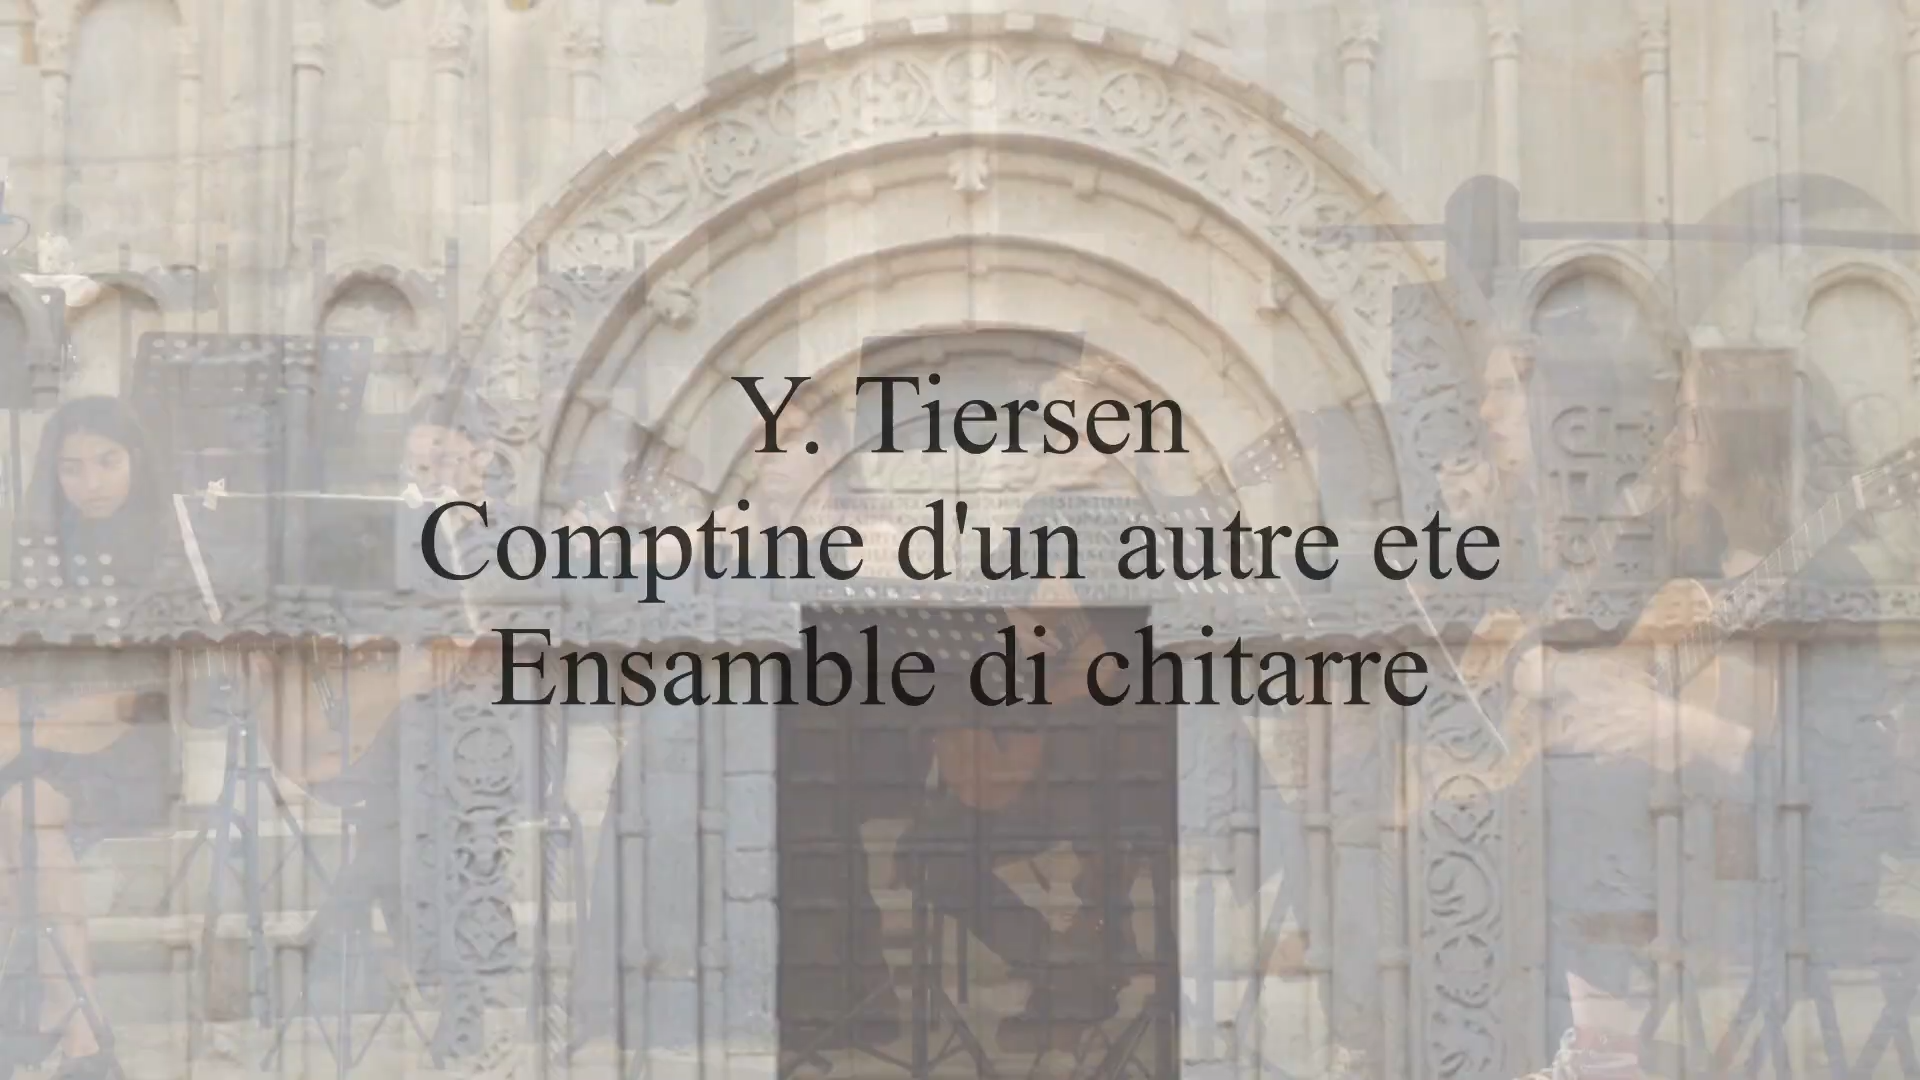 Y. Tiersen
Comptine d'un autre ete
Ensamble di chitarre